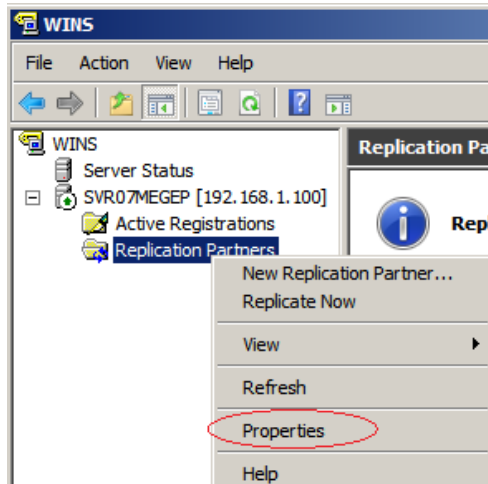 WINS
File Action View Help
WINS
Server Status
SVR07MEGEP [192.168.1.100]
Active Registrations
Replication Partners
Replication Pa
Repl
New Replication Partner...
Replicate Now
View
Refresh
Properties
Help